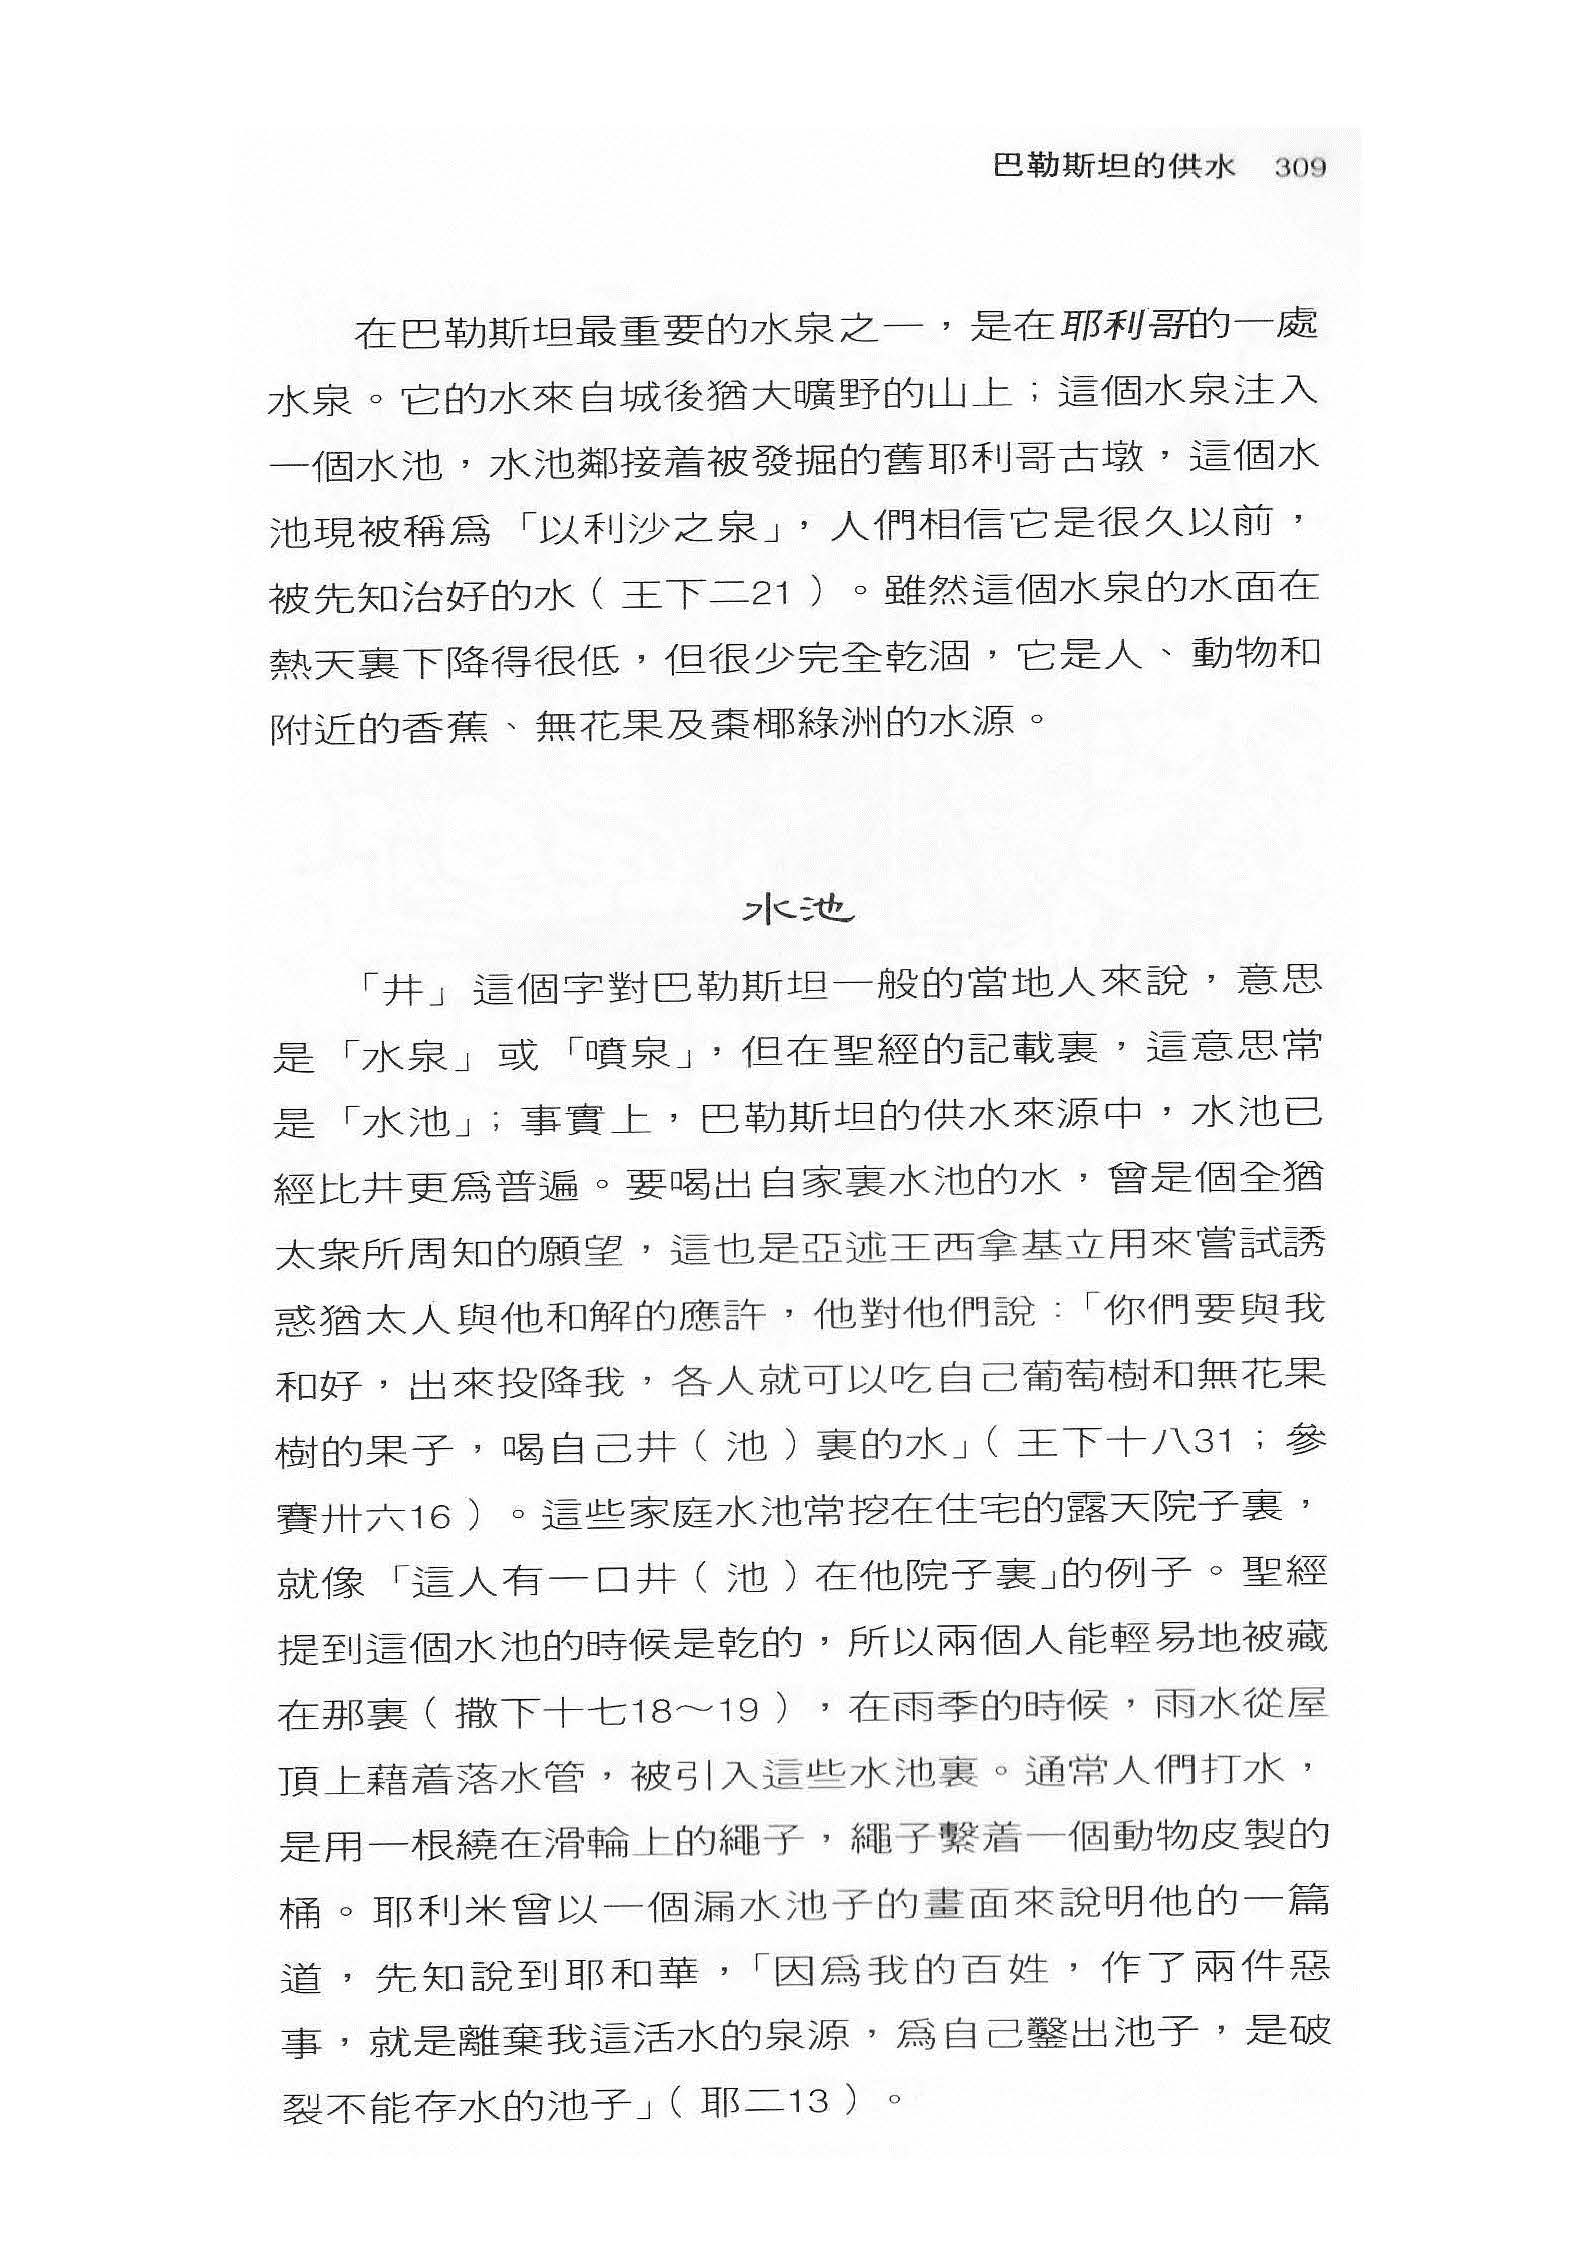 巴勒斯坦的供水 309
在巴勒斯坦最重要的水泉之一，是在耶利哥的一處
水泉。它的水來自城後猶大曠野的山上；這個水泉注入
一個水池，水池鄰接着被發掘的舊耶利哥古墩，這個水
池現被稱爲「以利沙之泉」，人們相信它是很久以前，
被先知治好的水（王下二21）。雖然這個水泉的水面在
熱天裏下降得很低，但很少完全乾涸，它是人、動物和
附近的香蕉、無花果及棗椰綠洲的水源。
水池
「井」這個字對巴勒斯坦一般的當地人來說，意思
是「水泉」或「噴泉」，但在聖經的記載裏，這意思常
是「水池」；事實上，巴勒斯坦的供水來源中，水池已
經比井更爲普遍。要喝出自家裏水池的水，曾是個全猶
太衆所周知的願望，這也是亞述王西拿基立用來嘗試誘
惑猶太人與他和解的應許，他對他們說：「你們要與我
和好，出來投降我，各人就可以吃自己葡萄樹和無花果
樹的果子，喝自己井（池）裏的水」（王下十八31；參
賽卅六16）。這些家庭水池常挖在住宅的露天院子裏，
就像「這人有一口井（池）在他院子裏」的例子。聖經
提到這個水池的時候是乾的，所以兩個人能輕易地被藏
在那裏（撒下十七18～19），在雨季的時候，雨水從屋
頂上藉着落水管，被引入這些水池裏。通常人們打水，
是用一根繞在滑輪上的繩子，繩子繫着一個動物皮製的
桶。耶利米曾以一個漏水池子的畫面來說明他的一篇
道，先知說到耶和華，「因爲我的百姓，作了兩件惡
事，就是離棄我這活水的泉源，爲自己鑿出池子，是破
裂不能存水的池子」（耶二13）。